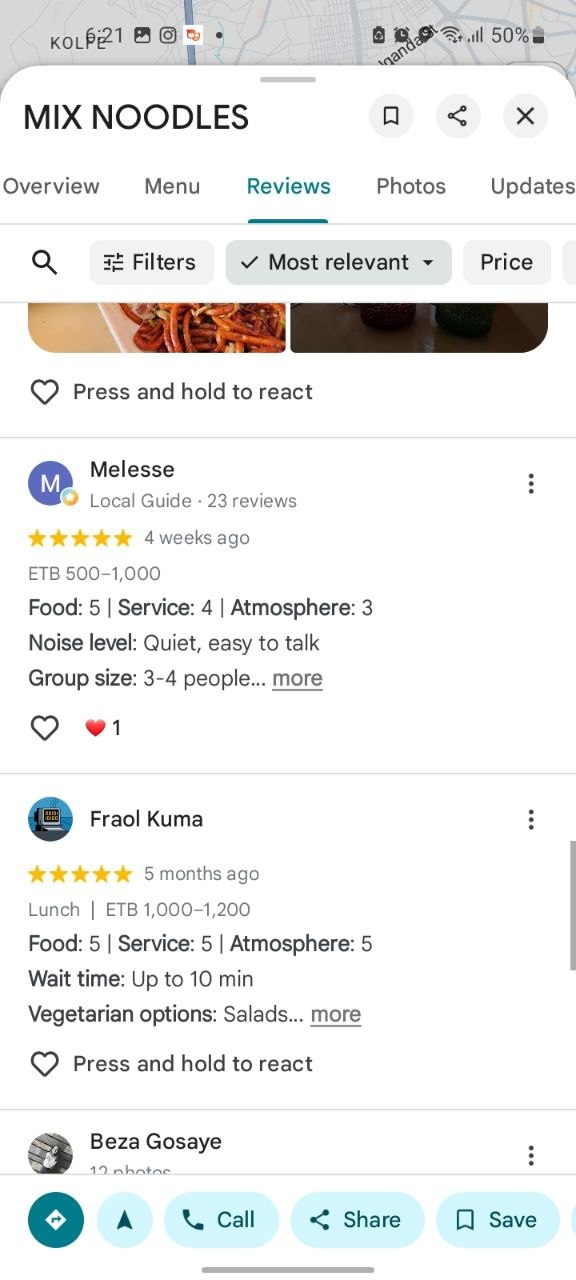 KOLFE
6:21
50%
MIX NOODLES
Overview Menu Reviews Photos Updates
Filters Most relevant Price
Press and hold to react
M
Melesse
Local Guide · 23 reviews
4 weeks ago
ETB 500–1,000
Food: 5 | Service: 4 | Atmosphere: 3
Noise level: Quiet, easy to talk
Group size: 3-4 people... more
1
Fraol Kuma
5 months ago
Lunch | ETB 1,000–1,200
Food: 5 | Service: 5 | Atmosphere: 5
Wait time: Up to 10 min
Vegetarian options: Salads... more
Press and hold to react
Beza Gosaye
12 photos
Call Share Save